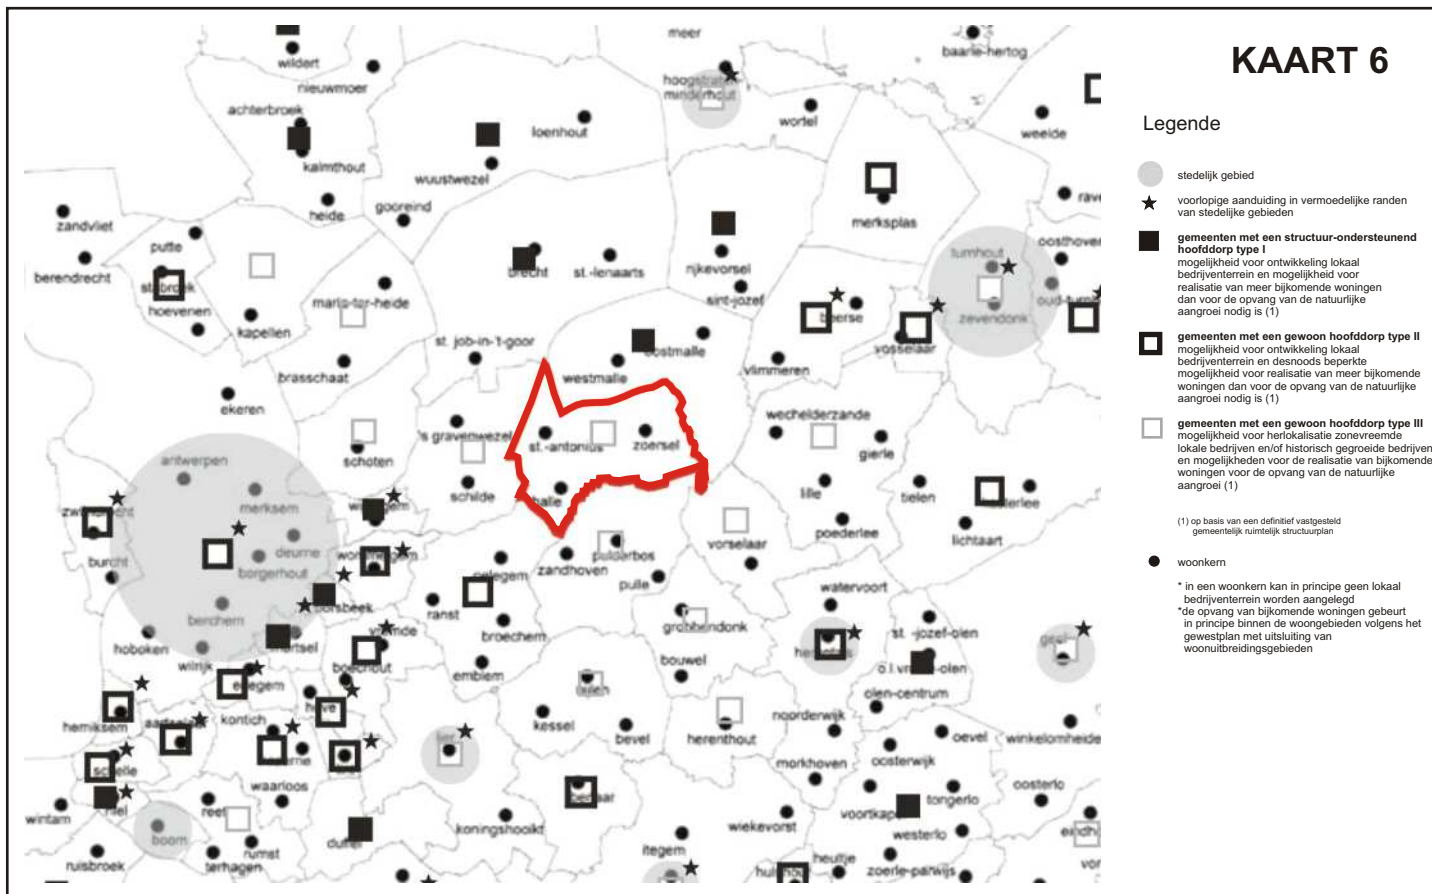 KAART 6
Legende
stedelijk gebied
voorlopige aanduiding in vermoedelijke randen
van stedelijke gebieden
gemeenten met een structuur-ondersteunend
hoofddorp type I
mogelijkheid voor ontwikkeling lokaal
bedrijventerrein en mogelijkheid voor
realisatie van meer bijkomende woningen
dan voor de opvang van de natuurlijke
aangroei nodig is (1)
gemeenten met een gewoon hoofddorp type II
mogelijkheid voor ontwikkeling lokaal
bedrijventerrein en desnoods beperkte
mogelijkheid voor realisatie van meer bijkomende
woningen dan voor de opvang van de natuurlijke
aangroei nodig is (1)
gemeenten met een gewoon hoofddorp type III
mogelijkheid voor herlokalisatie zonevreemde
lokale bedrijven en/of historisch gegroeide bedrijven
en mogelijkheden voor de realisatie van bijkomende
woningen voor de opvang van de natuurlijke
aangroei (1)
(1) op basis van een definitief vastgesteld
gemeentelijk ruimtelijk structuurplan
woonkern
* in een woonkern kan in principe geen lokaal
bedrijventerrein worden aangelegd
*de opvang van bijkomende woningen gebeurt
in principe binnen de woongebieden volgens het
gewestplan met uitsluiting van
woonuitbreidingsgebieden
meer
baarle-hertog
wildert
nieuwmoer
hoogstraten
minderhout
achterbroek
wortel
weelde
loenhout
kalmthout
wuustwezel
heide
gooreind
merksplas
zandvliet
putte
turnhout
berendrecht
brecht
st.-lenaarts
rijkevorsel
sint-jozef
hoevenen
kapellen
maria-ter-heide
beerse
zevendonk
vosselaar
st. job-in-'t-goor
oostmalle
westmalle
vlimmeren
brasschaat
ekeren
wechelderzande
's gravenwezel
st.-antonius
zoersel
gierle
schoten
antwerpen
schilde
halle
lille
tielen
merksem
poederlee
lichtaart
deurne
pulderbos
vorselaar
burcht
borgerhout
zandhoven
pulle
watervoort
ranst
berchem
broechem
grobbendonk
st. -jozef-olen
hoboken
wilrijk
emblem
bouwel
olen-centrum
kontich
kessel
bevel
herenthout
noorderwijk
oevel
winkelomheide
hemiksem
morkhoven
oosterwijk
schelle
waarloos
oosterlo
tongerlo
wintam
reet
koningshooikt
wiekevorst
westerlo
boom
rumst
terhagen
ruisbroek
itegem
heultje
zoerle-parwijs